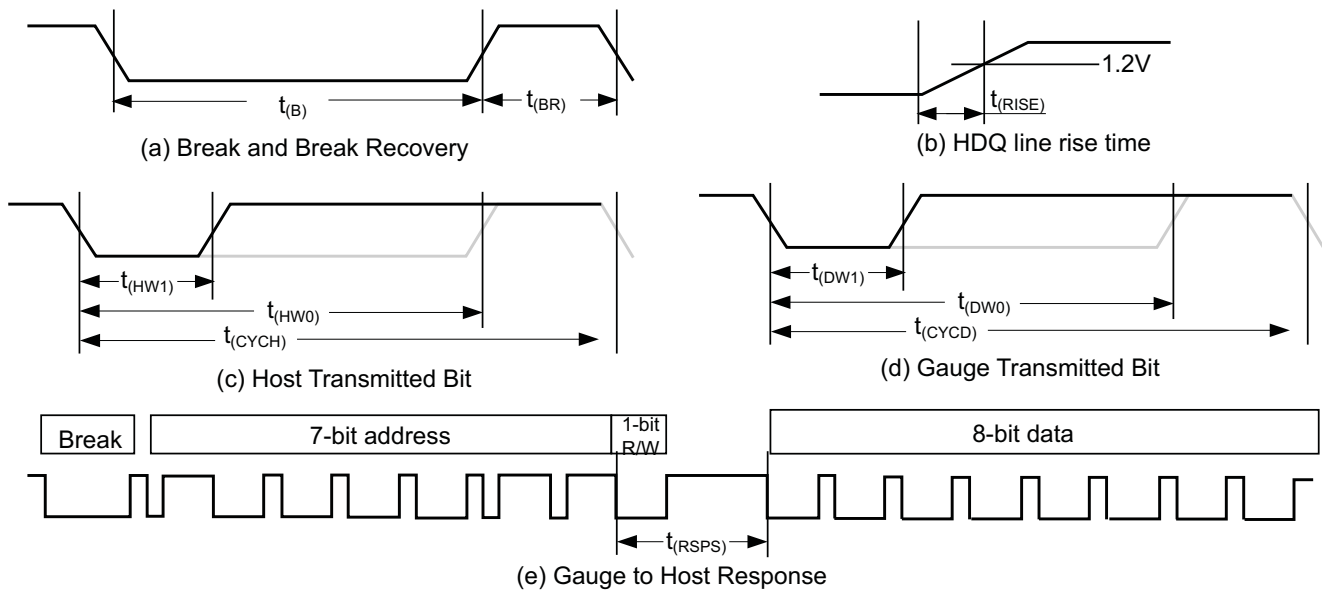 t(B)
t(BR)
(a) Break and Break Recovery
1.2V
t(RISE)
(b) HDQ line rise time
t(HW1)
t(HW0)
t(CYCH)
(c) Host Transmitted Bit
t(DW1)
t(DW0)
t(CYCD)
(d) Gauge Transmitted Bit
Break
7-bit address
1-bit
R/W
8-bit data
t(RSPS)
(e) Gauge to Host Response